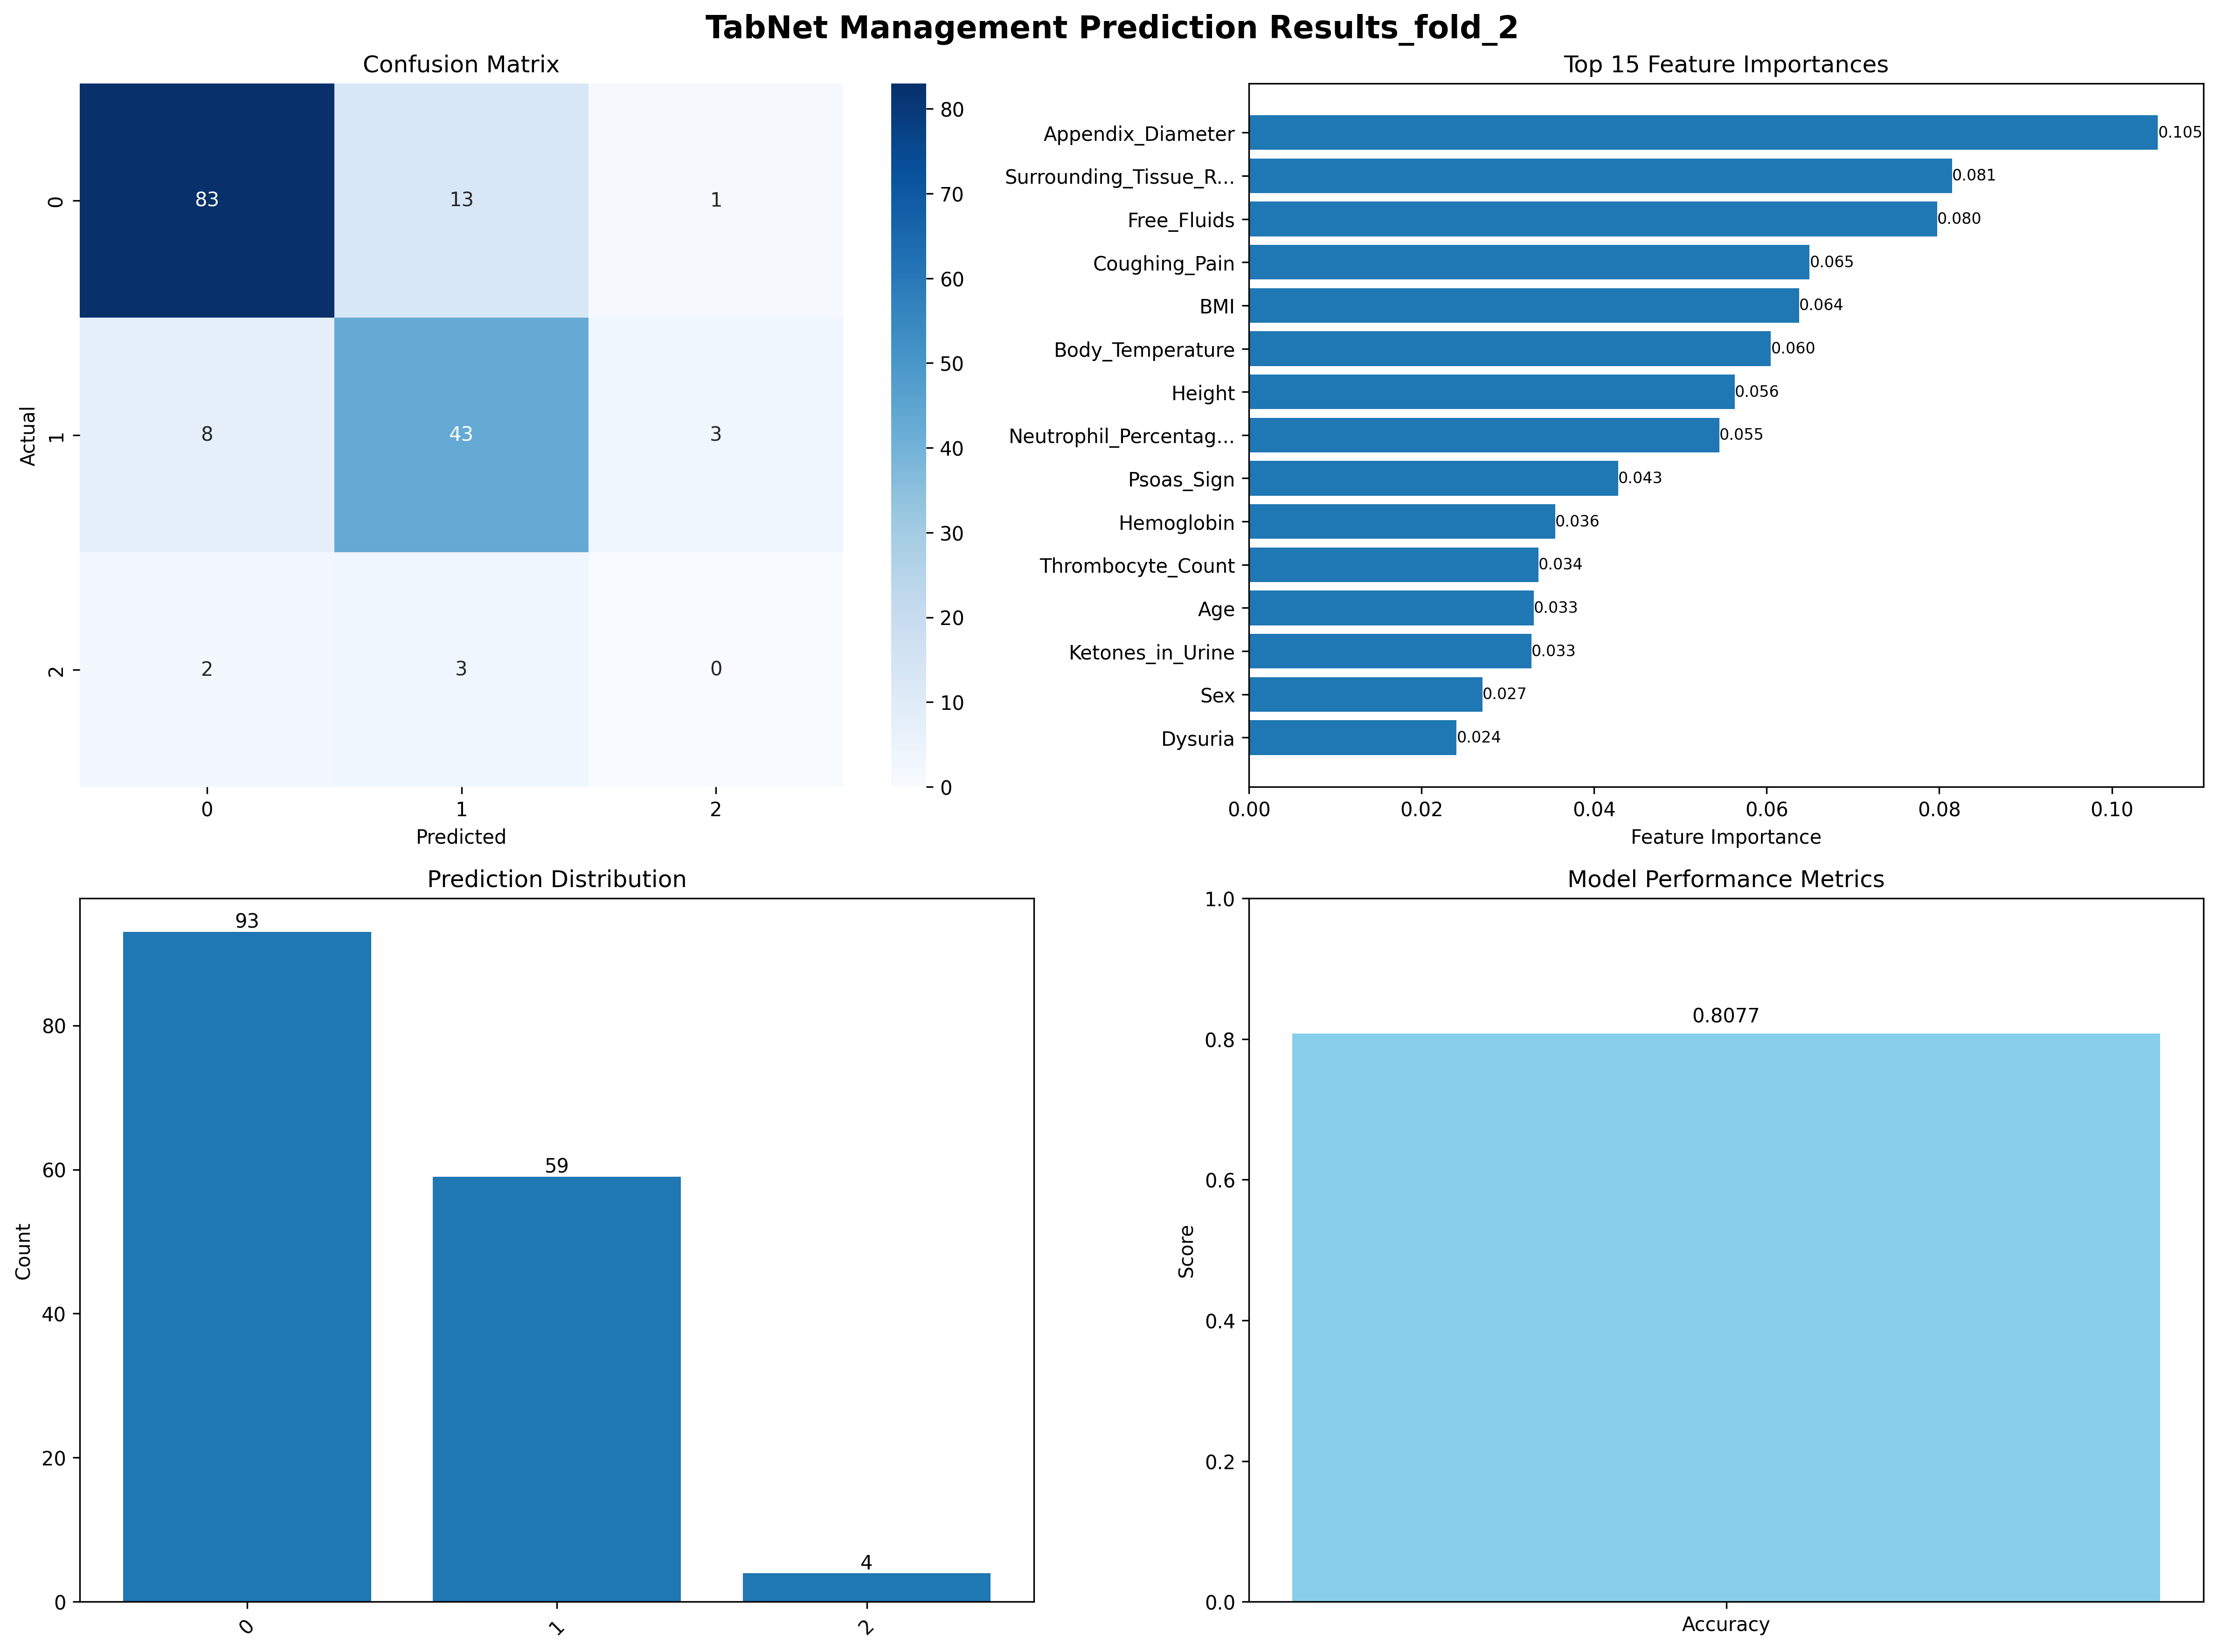 TabNet Management Prediction Results_fold_2
Confusion Matrix
83 13 1
8 43 3
2 3 0
0
1
2
Actual
0 1 2
Predicted
80
70
60
50
40
30
20
10
0
Top 15 Feature Importances
Appendix_Diameter 0.105
Surrounding_Tissue_R... 0.081
Free_Fluids 0.080
Coughing_Pain 0.065
BMI 0.064
Body_Temperature 0.060
Height 0.056
Neutrophil_Percentag... 0.055
Psoas_Sign 0.043
Hemoglobin 0.036
Thrombocyte_Count 0.034
Age 0.033
Ketones_in_Urine 0.033
Sex 0.027
Dysuria 0.024
0.00 0.02 0.04 0.06 0.08 0.10
Feature Importance
Prediction Distribution
93
59
4
80
60
40
20
0
Count
0 1 2
Model Performance Metrics
0.8077
1.0
0.8
0.6
0.4
0.2
0.0
Score
Accuracy